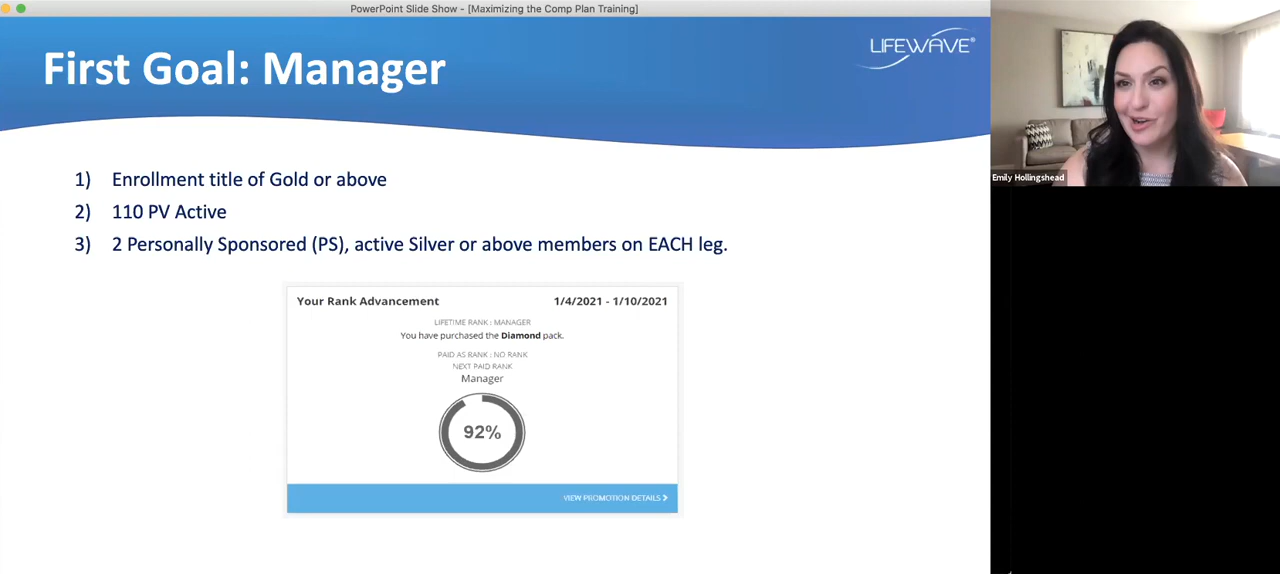 PowerPoint Slide Show - [Maximizing the Comp Plan Training]
First Goal: Manager
LIFEWAVE®
Emily Hollingshead
1) Enrollment title of Gold or above
2) 110 PV Active
3) 2 Personally Sponsored (PS), active Silver or above members on EACH leg.
Your Rank Advancement 1/4/2021 - 1/10/2021
LIFETIME RANK : MANAGER
You have purchased the Diamond pack.
PAID AS RANK : NO RANK
NEXT PAID RANK
Manager
92%
VIEW PROMOTION DETAILS >